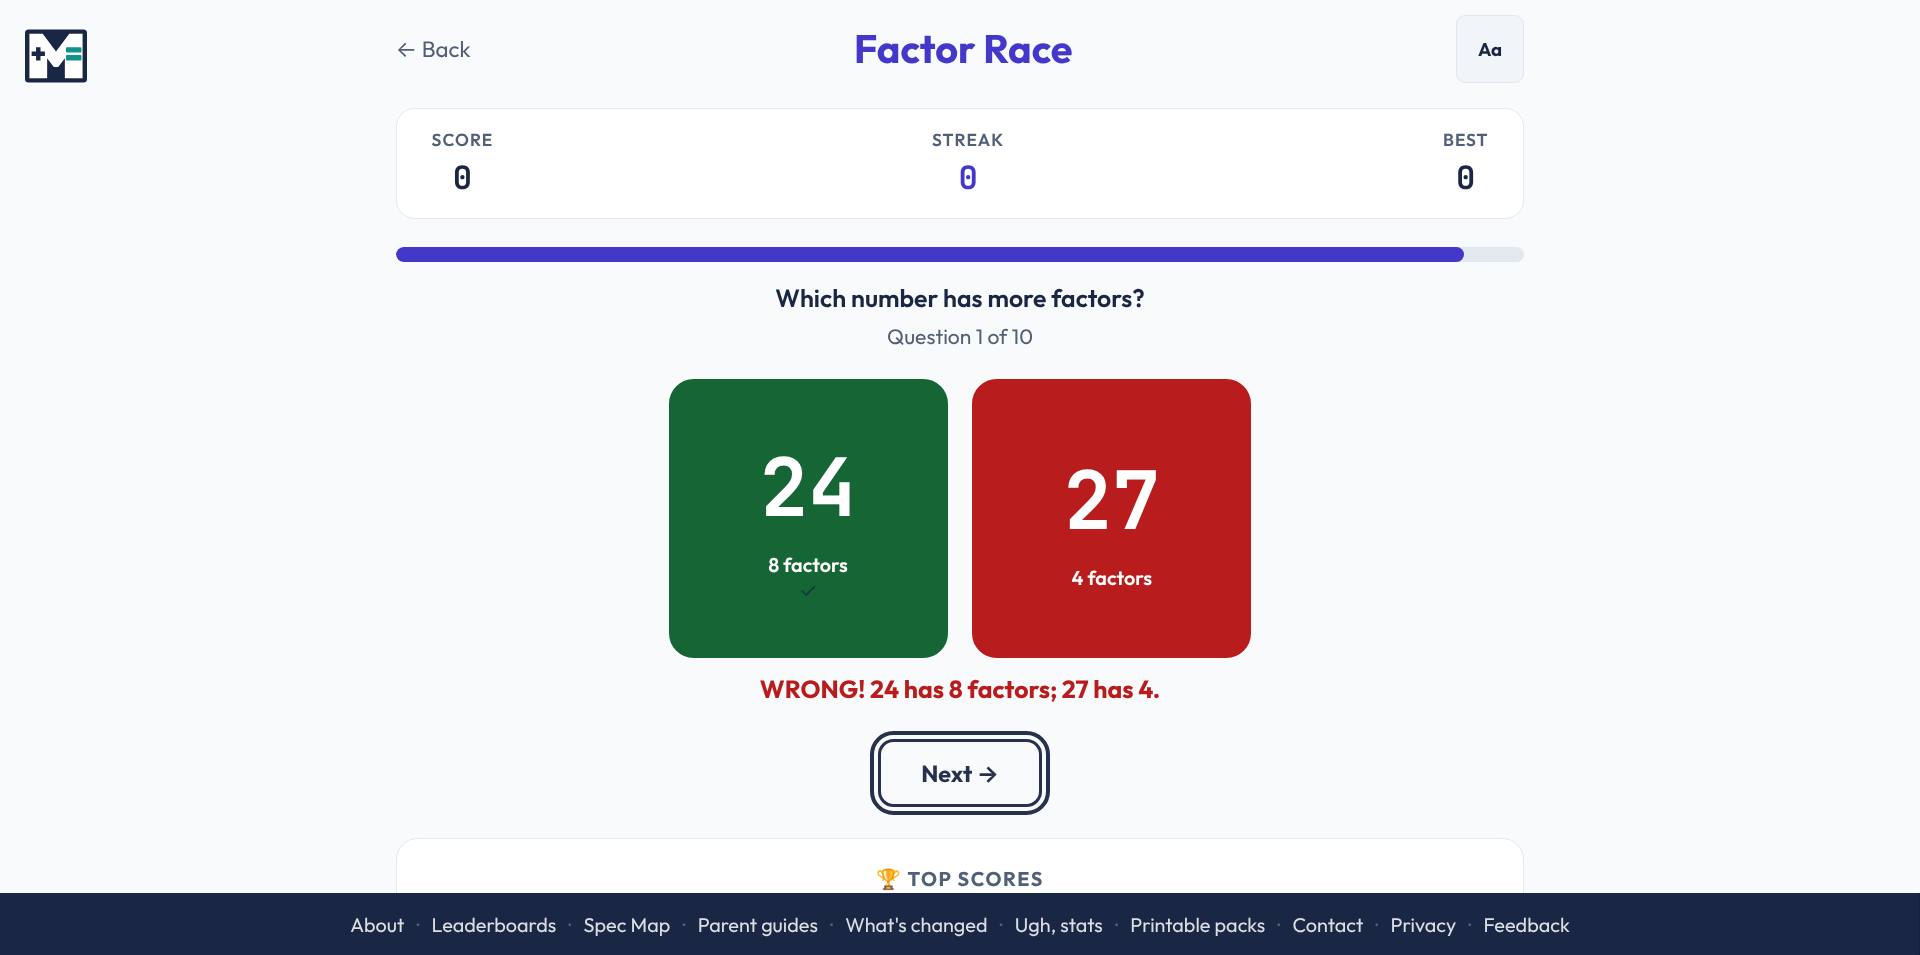 ← Back
Factor Race
Aa
SCORE
0
STREAK
0
BEST
0
Which number has more factors?
Question 1 of 10
24
8 factors
✓
27
4 factors
WRONG! 24 has 8 factors; 27 has 4.
Next →
🏆 TOP SCORES
About · Leaderboards · Spec Map · Parent guides · What's changed · Ugh, stats · Printable packs · Contact · Privacy · Feedback